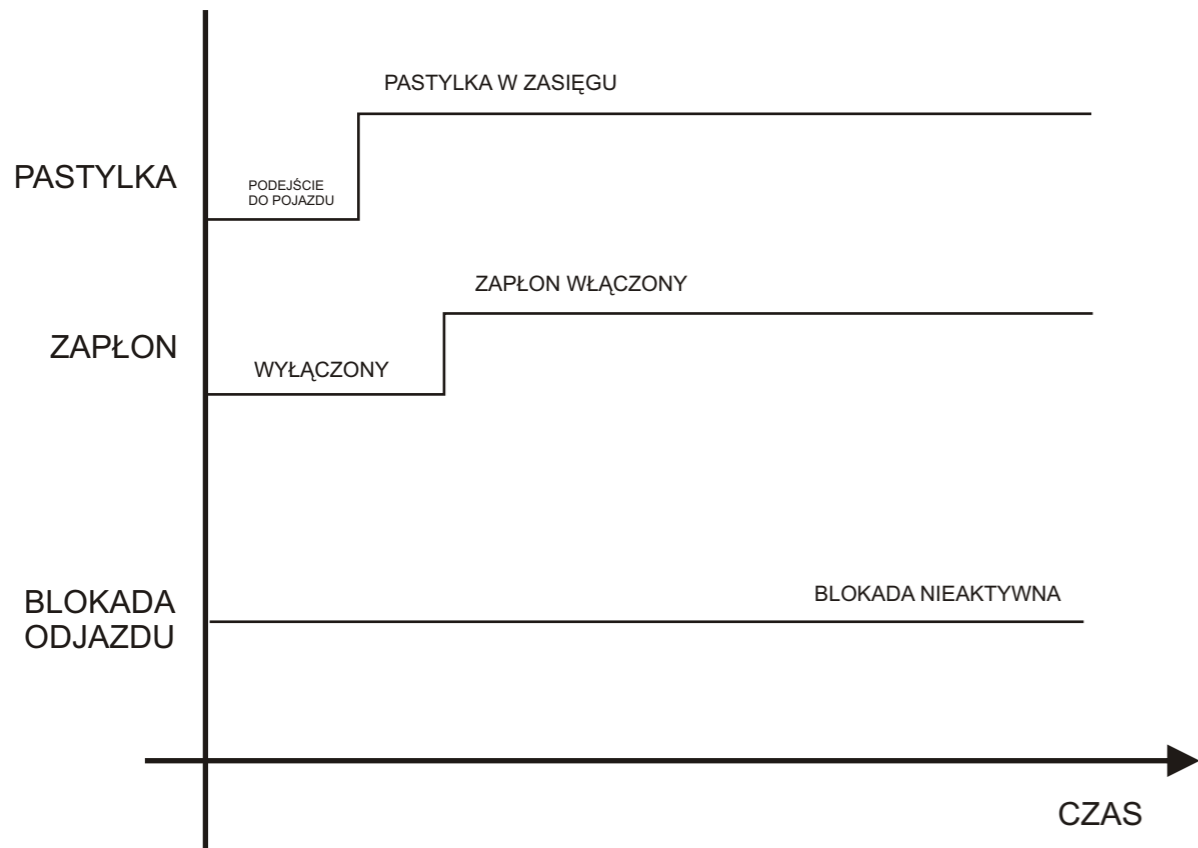 PASTYLKA W ZASIĘGU
PASTYLKA
PODEJŚCIE
DO POJAZDU
ZAPŁON WŁĄCZONY
ZAPŁON
WYŁĄCZONY
BLOKADA NIEAKTYWNA
BLOKADA
ODJAZDU
CZAS